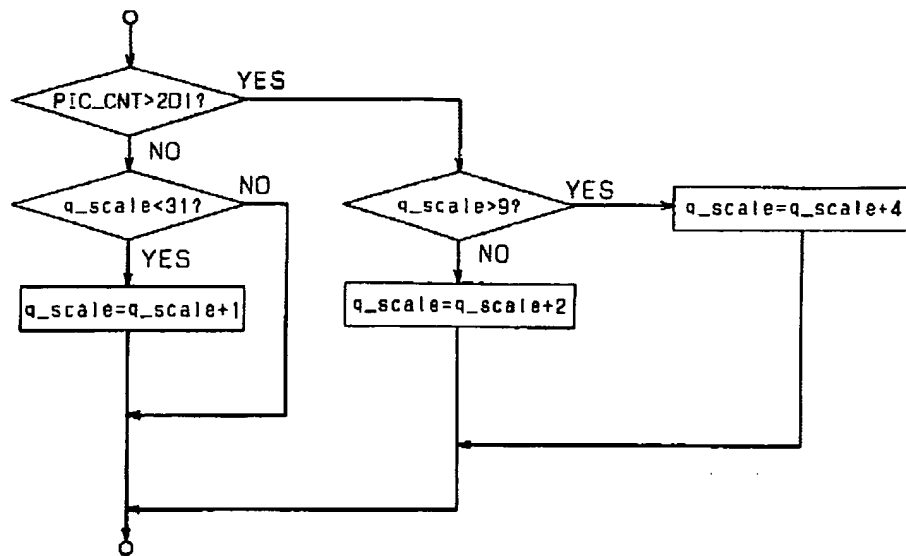 YES
PIC_CNT>2D1?
NO
q_scale<31?
NO
q_scale>9?
YES
q_scale=q_scale+4
YES
NO
q_scale=q_scale+1
q_scale=q_scale+2